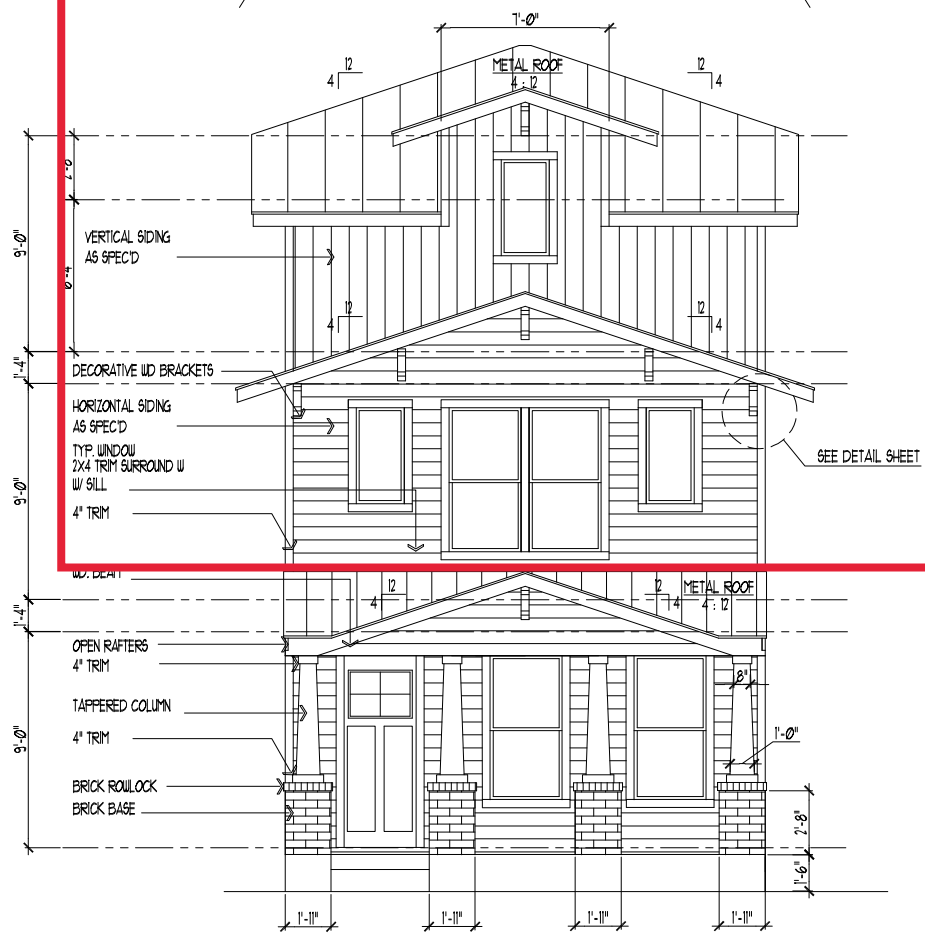 7'-0"
METAL ROOF
4 : 12
12
4
12
4
9'-0"
VERTICAL SIDING
AS SPEC'D
12
4
12
4
1'-4"
DECORATIVE WD BRACKETS
HORIZONTAL SIDING
AS SPEC'D
TYP. WINDOW
2X4 TRIM SURROUND W
W/ SILL
SEE DETAIL SHEET
9'-0"
4" TRIM
WD. BEAM
12
4
12
4
METAL ROOF
4 : 12
1'-4"
OPEN RAFTERS
4" TRIM
8"
TAPPERED COLUMN
9'-0"
4" TRIM
1'-0"
BRICK ROWLOCK
BRICK BASE
2'-8"
1'-6"
1'-11"
1'-11"
1'-11"
1'-11"